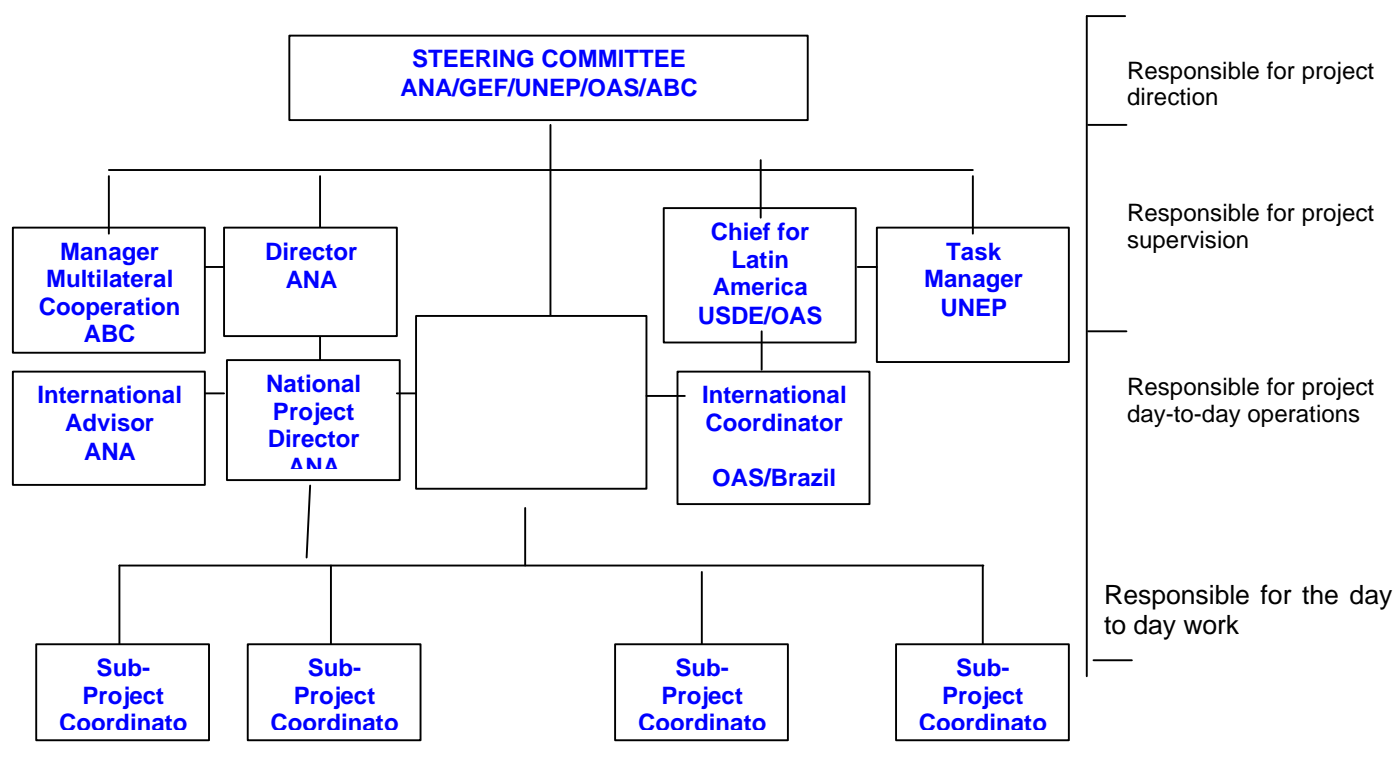 STEERING COMMITTEE
ANA/GEF/UNEP/OAS/ABC
Responsible for project
direction
Manager
Multilateral
Cooperation
ABC
Director
ANA
Chief for
Latin
America
USDE/OAS
Task
Manager
UNEP
Responsible for project
supervision
International
Advisor
ANA
National
Project
Director
ANA
International
Coordinator
OAS/Brazil
Responsible for project
day-to-day operations
Responsible for the day
to day work
Sub-
Project
Coordinato
Sub-
Project
Coordinato
Sub-
Project
Coordinato
Sub-
Project
Coordinato